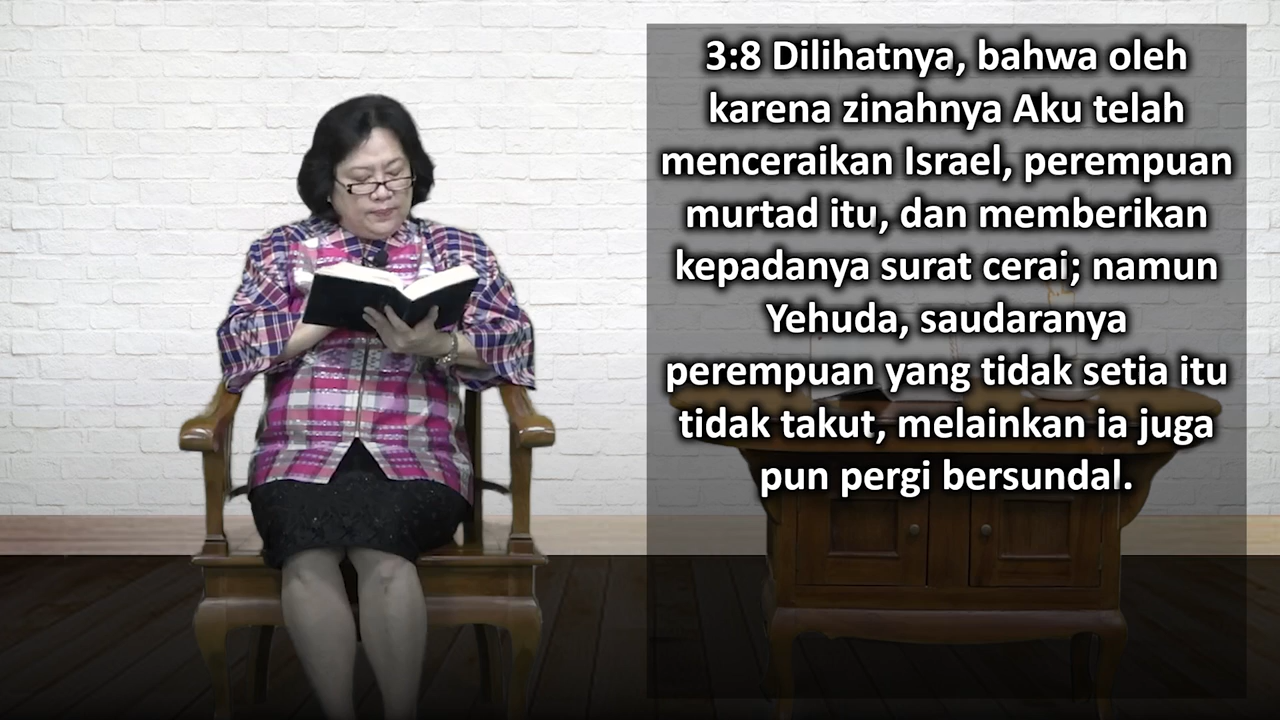 3:8 Dilihatnya, bahwa oleh
karena zinahnya Aku telah
menceraikan Israel, perempuan
murtad itu, dan memberikan
kepadanya surat cerai; namun
Yehuda, saudaranya
perempuan yang tidak setia itu
tidak takut, melainkan ia juga
pun pergi bersundal.